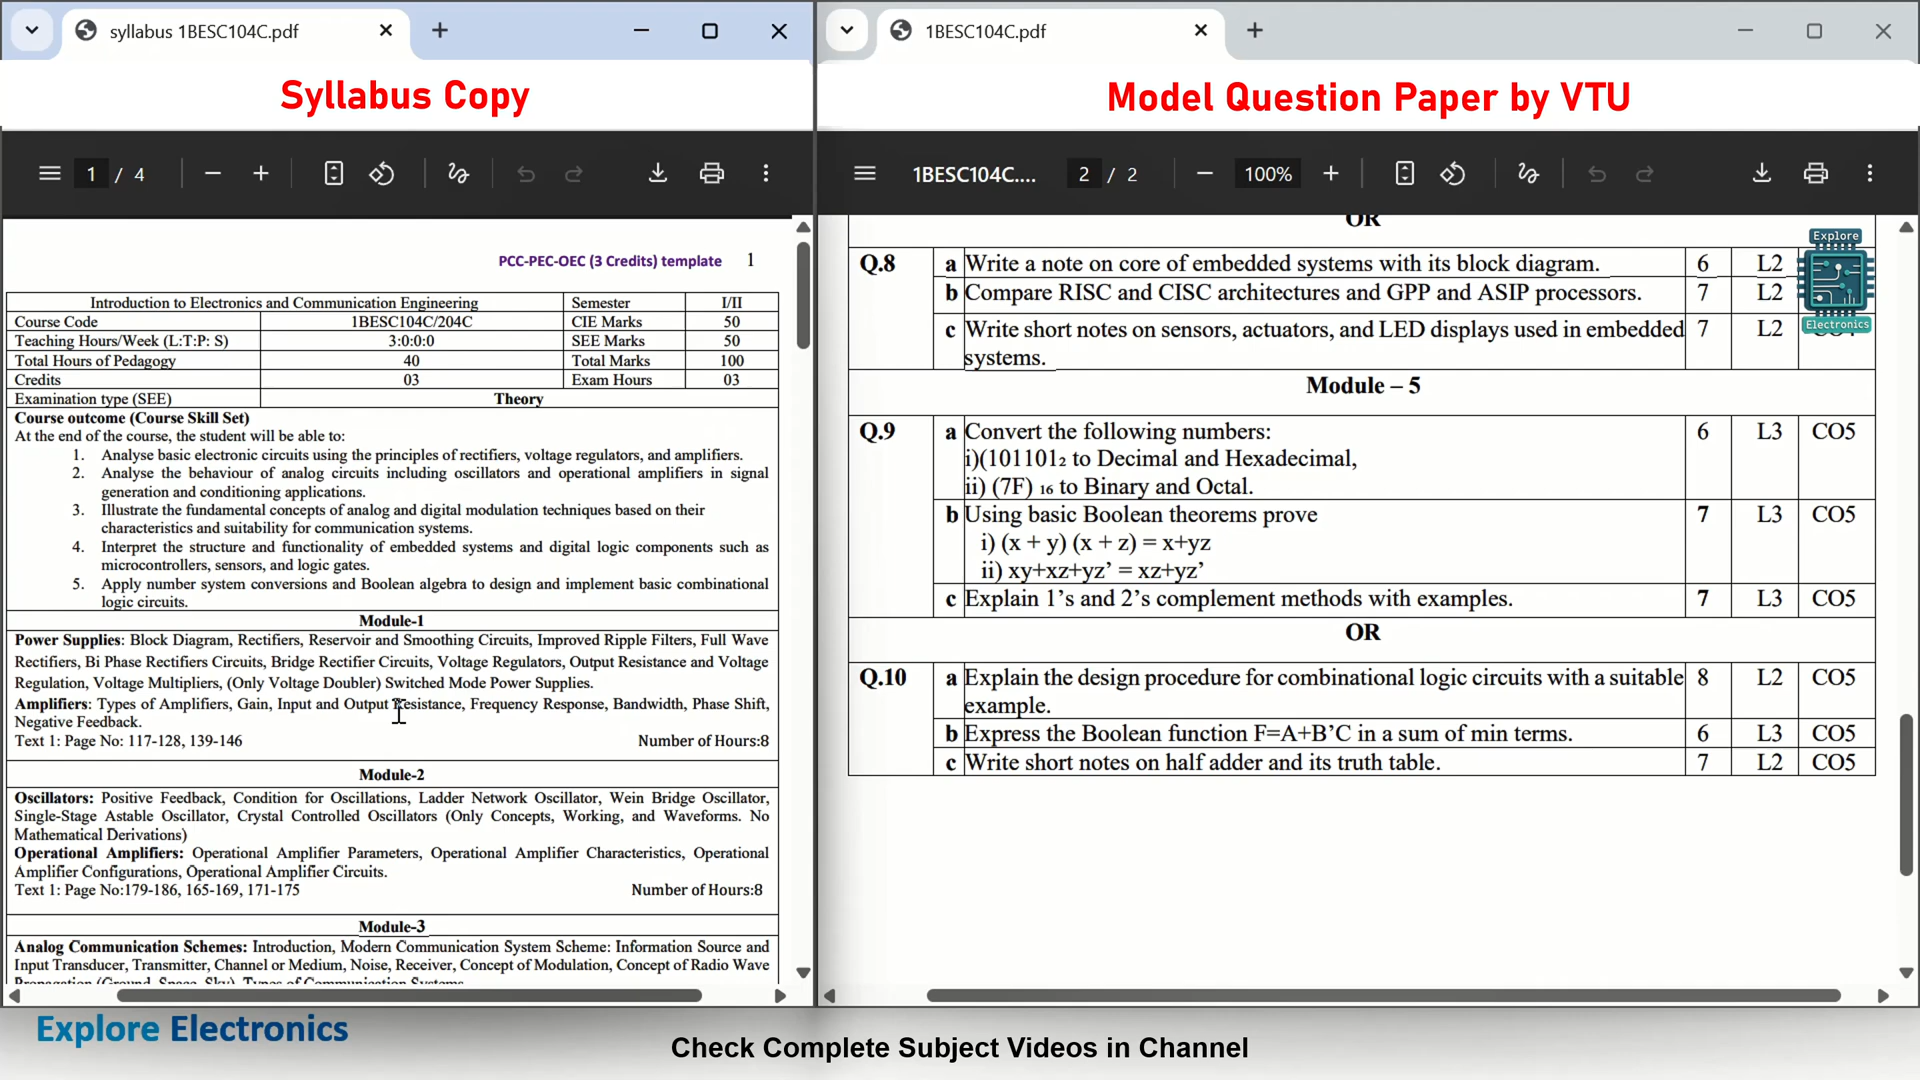 syllabus 1BESC104C.pdf
1BESC104C.pdf
Syllabus Copy
Model Question Paper by VTU
1 / 4
1BESC104C.... 2 / 2 100%
PCC-PEC-OEC (3 Credits) template 1
Introduction to Electronics and Communication Engineering Semester I/II
Course Code 1BESC104C/204C CIE Marks 50
Teaching Hours/Week (L:T:P: S) 3:0:0:0 SEE Marks 50
Total Hours of Pedagogy 40 Total Marks 100
Credits 03 Exam Hours 03
Examination type (SEE) Theory
Course outcome (Course Skill Set)
At the end of the course, the student will be able to:
1. Analyse basic electronic circuits using the principles of rectifiers, voltage regulators, and amplifiers.
2. Analyse the behaviour of analog circuits including oscillators and operational amplifiers in signal
generation and conditioning applications.
3. Illustrate the fundamental concepts of analog and digital modulation techniques based on their
characteristics and suitability for communication systems.
4. Interpret the structure and functionality of embedded systems and digital logic components such as
microcontrollers, sensors, and logic gates.
5. Apply number system conversions and Boolean algebra to design and implement basic combinational
logic circuits.
Module-1
Power Supplies: Block Diagram, Rectifiers, Reservoir and Smoothing Circuits, Improved Ripple Filters, Full Wave
Rectifiers, Bi Phase Rectifiers Circuits, Bridge Rectifier Circuits, Voltage Regulators, Output Resistance and Voltage
Regulation, Voltage Multipliers, (Only Voltage Doubler) Switched Mode Power Supplies.
Amplifiers: Types of Amplifiers, Gain, Input and Output Resistance, Frequency Response, Bandwidth, Phase Shift,
Negative Feedback.
Text 1: Page No: 117-128, 139-146 Number of Hours:8
Module-2
Oscillators: Positive Feedback, Condition for Oscillations, Ladder Network Oscillator, Wein Bridge Oscillator,
Single-Stage Astable Oscillator, Crystal Controlled Oscillators (Only Concepts, Working, and Waveforms. No
Mathematical Derivations)
Operational Amplifiers: Operational Amplifier Parameters, Operational Amplifier Characteristics, Operational
Amplifier Configurations, Operational Amplifier Circuits.
Text 1: Page No:179-186, 165-169, 171-175 Number of Hours:8
Module-3
Analog Communication Schemes: Introduction, Modern Communication System Scheme: Information Source and
Input Transducer, Transmitter, Channel or Medium, Noise, Receiver, Concept of Modulation, Concept of Radio Wave
Propagation (Ground, Space, Sky), Types of Communication Systems
OR
Q.8 a Write a note on core of embedded systems with its block diagram. 6 L2
b Compare RISC and CISC architectures and GPP and ASIP processors. 7 L2
c Write short notes on sensors, actuators, and LED displays used in embedded 7 L2
systems.
Explore
Electronics
Module – 5
Q.9 a Convert the following numbers: 6 L3 CO5
i)(101101₂ to Decimal and Hexadecimal,
ii) (7F) ₁₆ to Binary and Octal.
b Using basic Boolean theorems prove 7 L3 CO5
i) (x + y) (x + z) = x+yz
ii) xy+xz+yz’ = xz+yz’
c Explain 1’s and 2’s complement methods with examples. 7 L3 CO5
OR
Q.10 a Explain the design procedure for combinational logic circuits with a suitable 8 L2 CO5
example.
b Express the Boolean function F=A+B’C in a sum of min terms. 6 L3 CO5
c Write short notes on half adder and its truth table. 7 L2 CO5
Explore Electronics
Check Complete Subject Videos in Channel